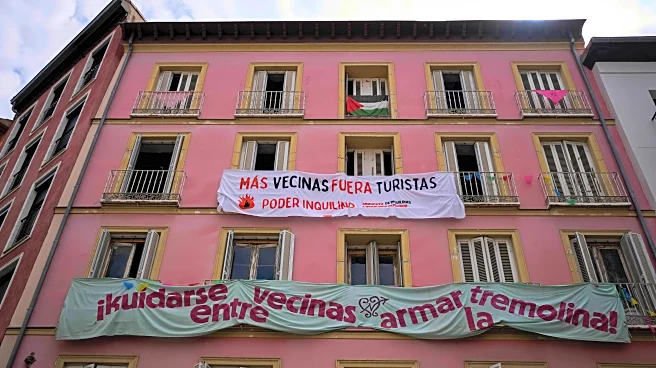 MÁS VECINAS FUERA TURISTAS
PODER INQUILINO
¡Kuidarse entre vecinas armar la tremolina!